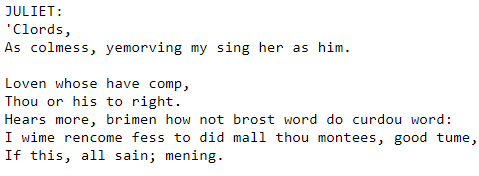 JULIET:
'Clords,
As colmess, yemorving my sing her as him.

Loven whose have comp,
Thou or his to right.
Hears more, brimen how not brost word do curdou word:
I wime rencome fess to did mall thou montees, good tume,
If this, all sain; mening.